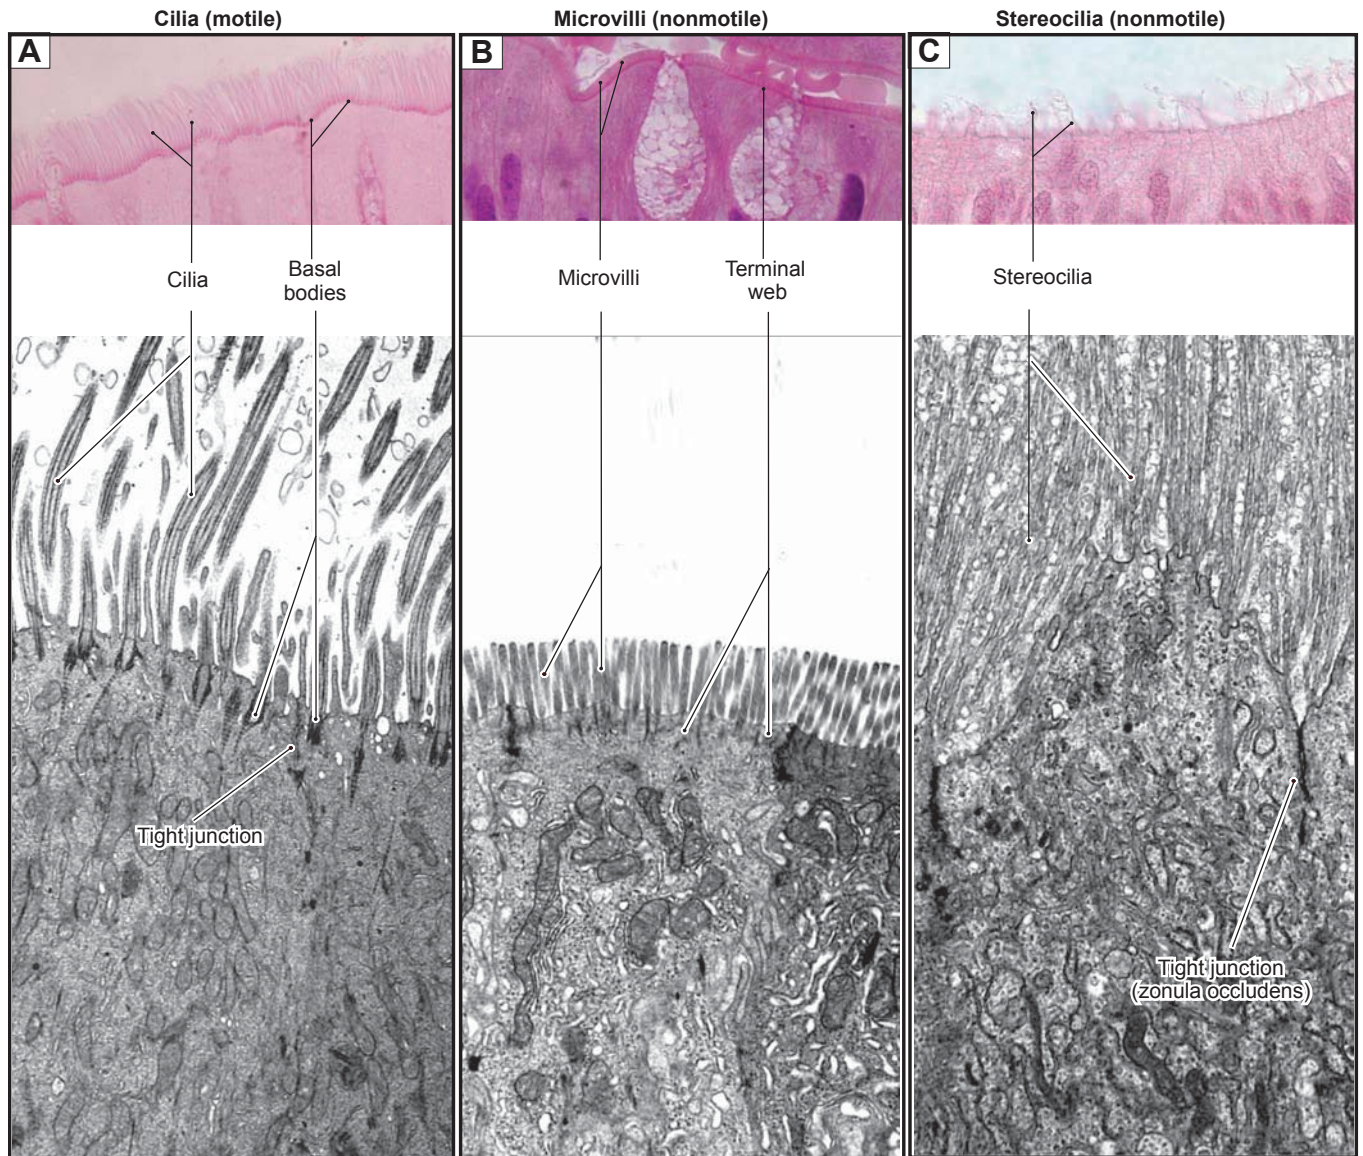 Cilia (motile)
Microvilli (nonmotile)
Stereocilia (nonmotile)
A
B
C
Cilia
Basal
bodies
Microvilli
Terminal
web
Stereocilia
Tight junction
Tight junction
(zonula occludens)